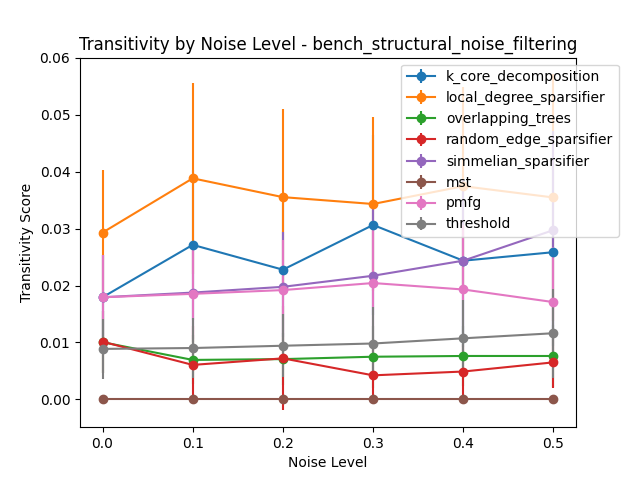 Transitivity by Noise Level - bench_structural_noise_filtering
Transitivity Score
0.06
0.05
0.04
0.03
0.02
0.01
0.00
k_core_decomposition
local_degree_sparsifier
overlapping_trees
random_edge_sparsifier
simmelian_sparsifier
mst
pmfg
threshold
0.0 0.1 0.2 0.3 0.4 0.5
Noise Level